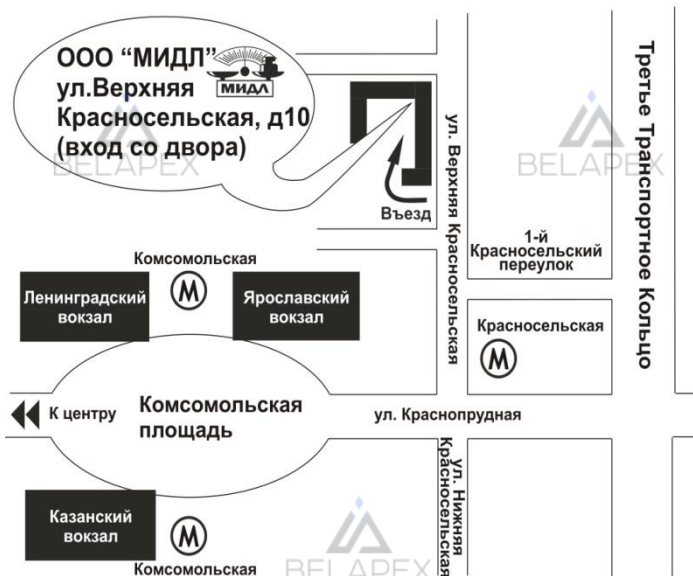 ООО “МИДЛ”
ул.Верхняя
Красносельская, д10
(вход со двора)
МИДЛ
BELAPEX
BELAPEX
Третье Транспортное Кольцо
ул. Верхняя Красносельская
Въезд
1-й
Красносельский
переулок
Комсомольская
М
Ленинградский
вокзал
Ярославский
вокзал
Красносельская
М
К центру
Комсомольская
площадь
ул. Краснопрудная
ул. Нижняя
Красносельская
Казанский
вокзал
М
Комсомольская
BELAPEX